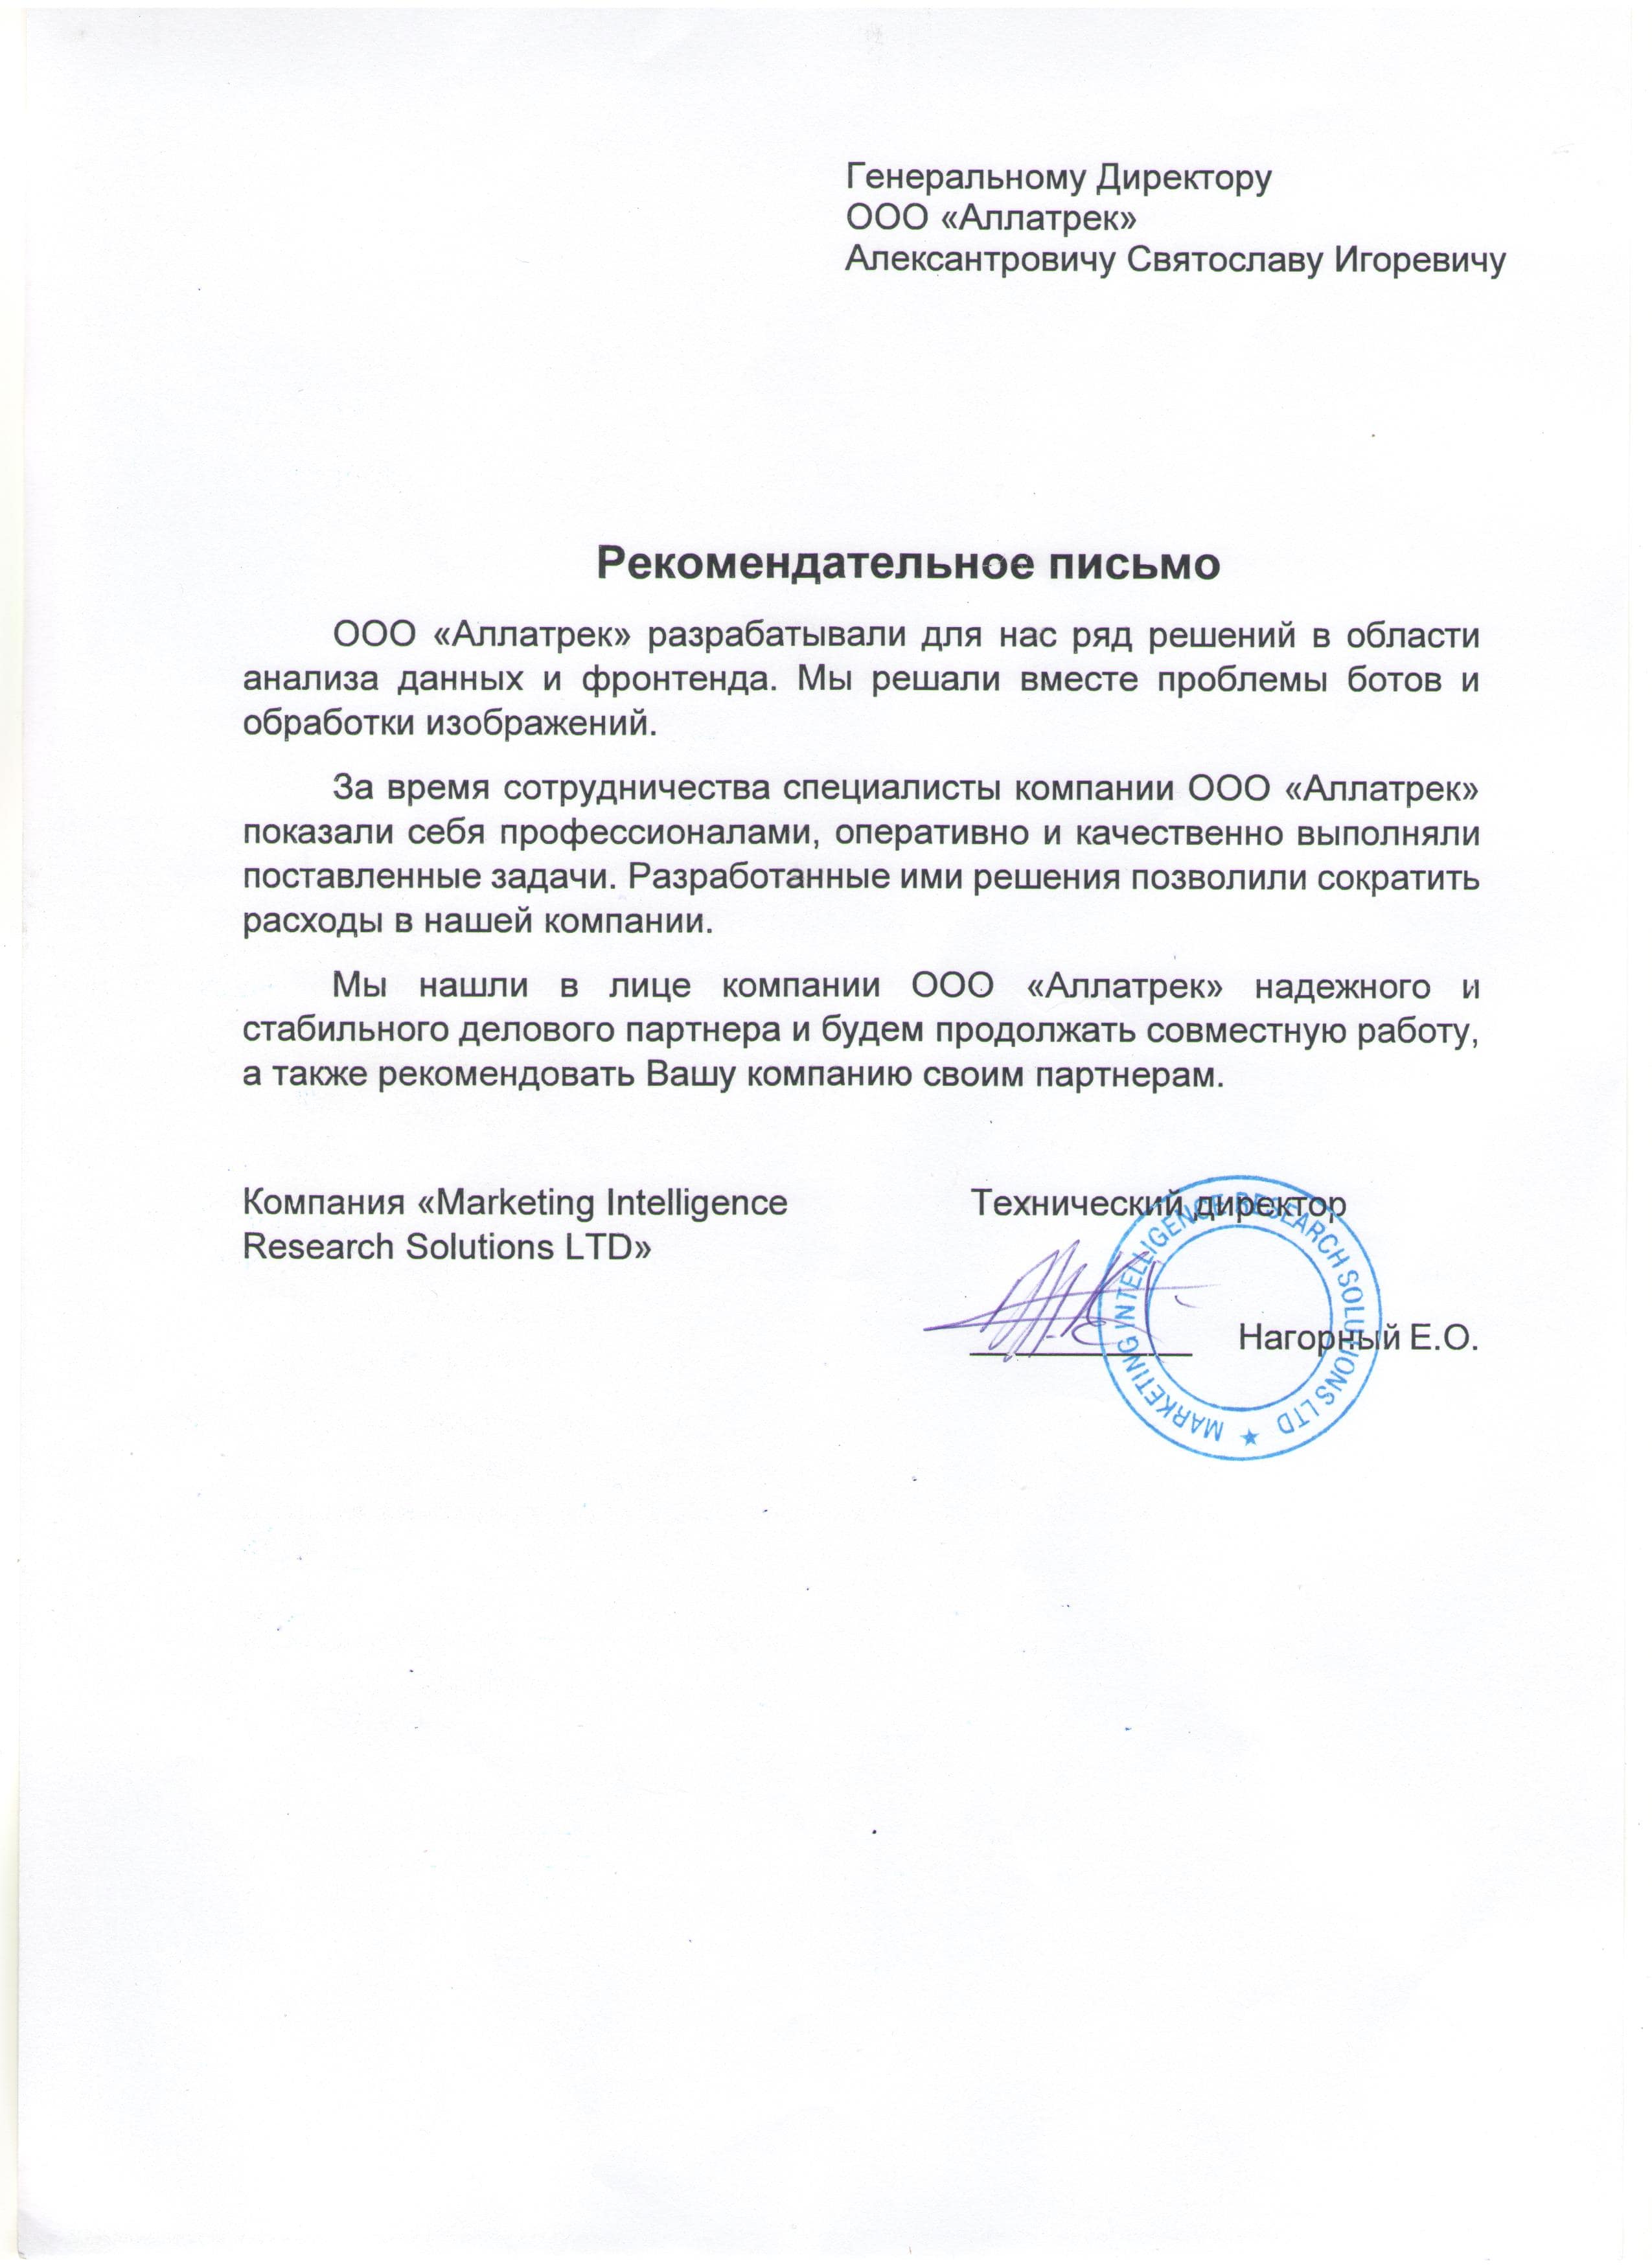 Генеральному Директору
ООО «Аллатрек»
Алексантровичу Святославу Игоревичу
Рекомендательное письмо
ООО «Аллатрек» разрабатывали для нас ряд решений в области
анализа данных и фронтенда. Мы решали вместе проблемы ботов и
обработки изображений.
За время сотрудничества специалисты компании ООО «Аллатрек»
показали себя профессионалами, оперативно и качественно выполняли
поставленные задачи. Разработанные ими решения позволили сократить
расходы в нашей компании.
Мы нашли в лице компании ООО «Аллатрек» надежного и
стабильного делового партнера и будем продолжать совместную работу,
а также рекомендовать Вашу компанию своим партнерам.
Компания «Marketing Intelligence
Research Solutions LTD»
Технический директор
Нагорный Е.О.
MARKETING INTELLIGENCE RESEARCH SOLUTIONS LTD